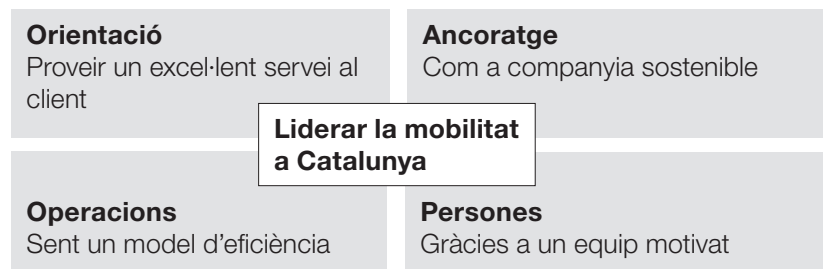 Orientació
Proveir un excel·lent servei al
client
Ancoratge
Com a companyia sostenible
Liderar la mobilitat
a Catalunya
Operacions
Sent un model d’eficiència
Persones
Gràcies a un equip motivat